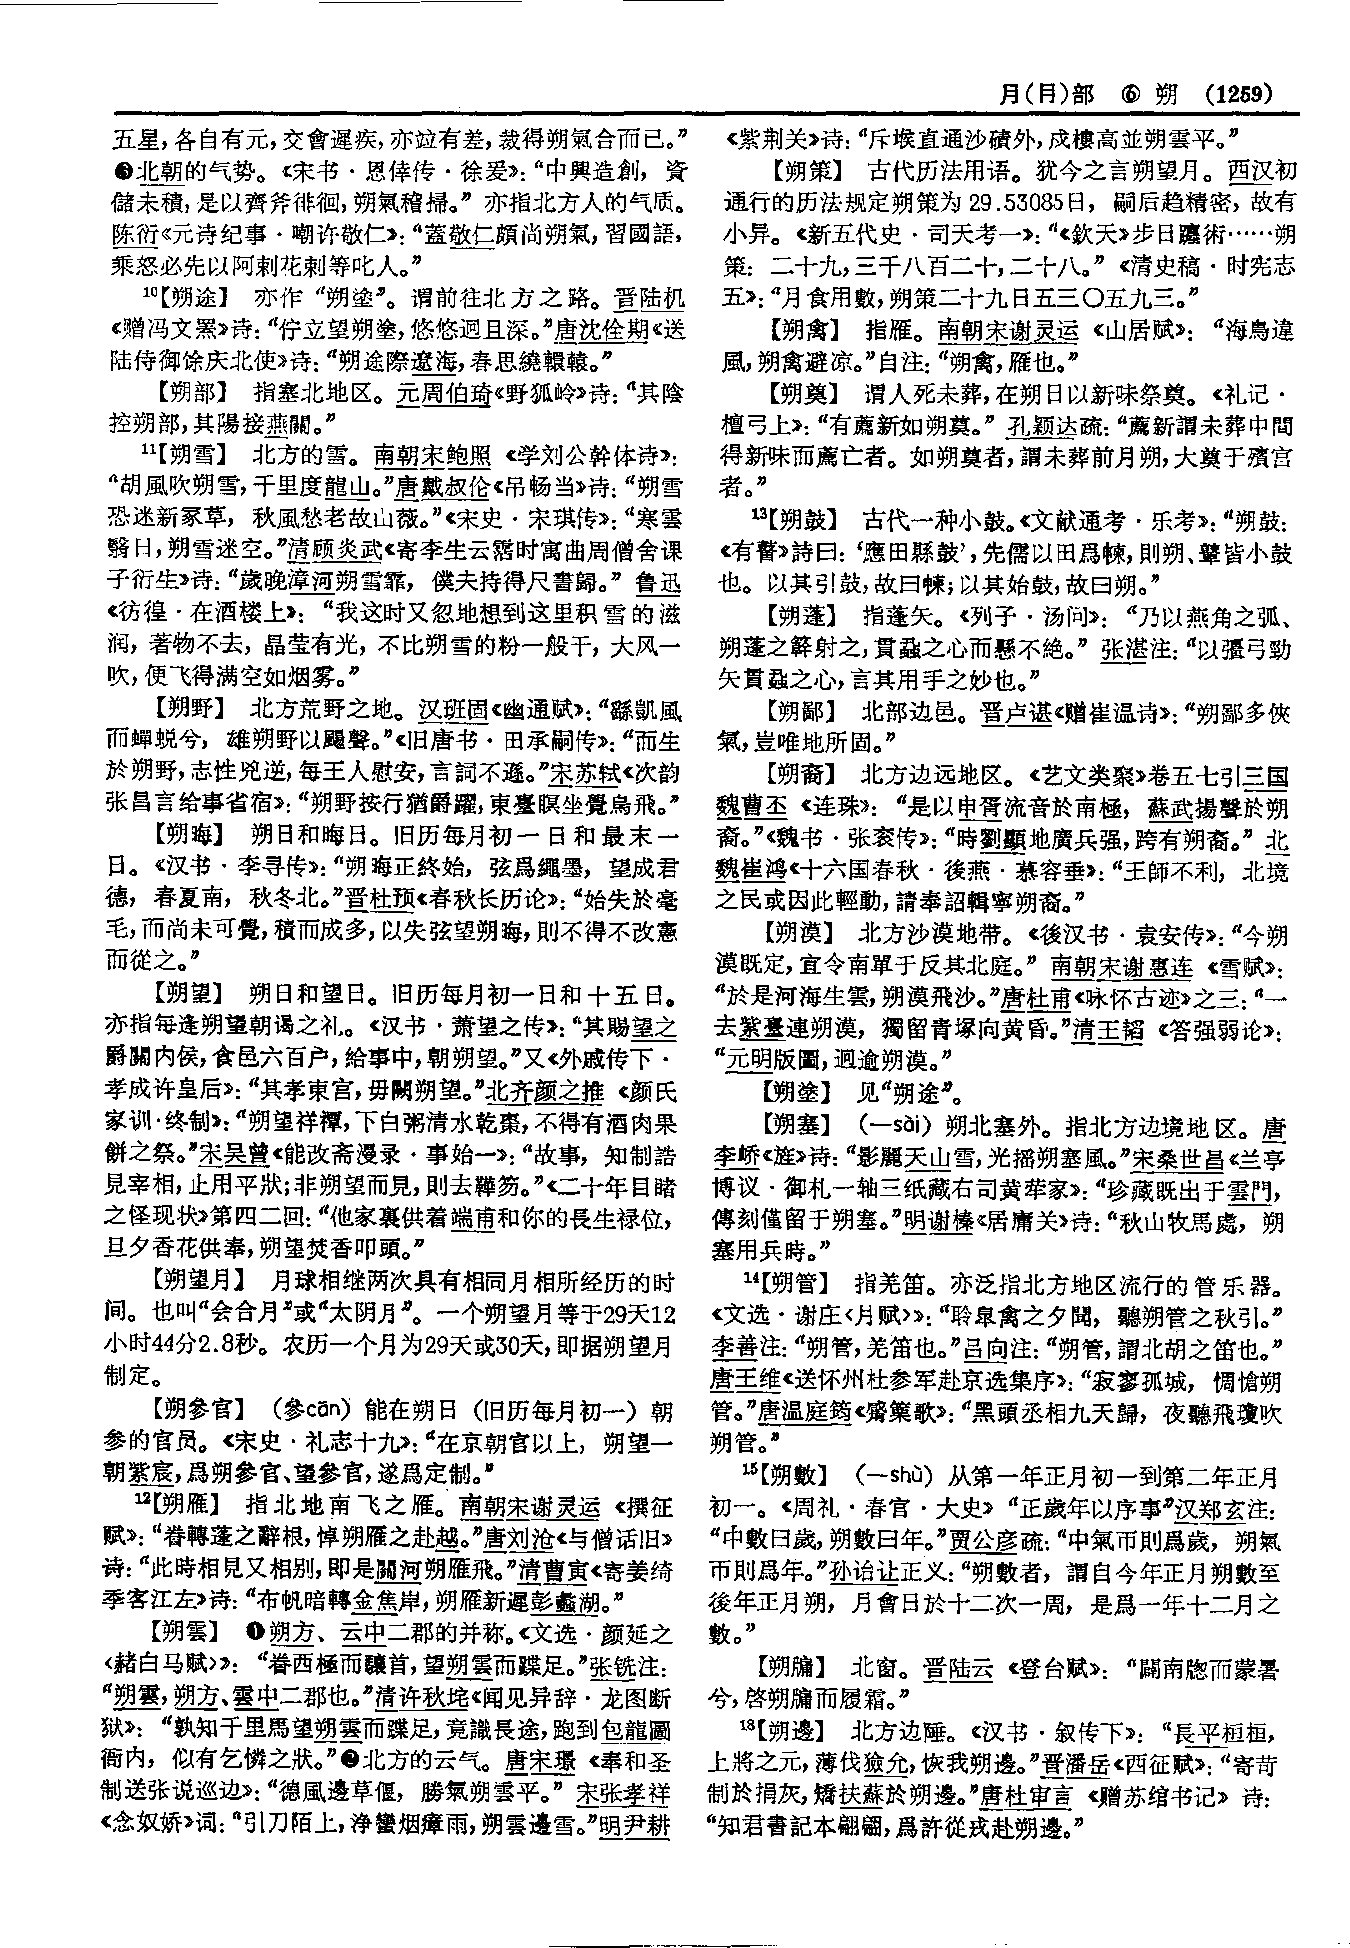 月(⺝)部 ⑥ 朔 (1259)
五星，各自有元，交會遲疾，亦竝有差，裁得朔氣合而已。”
❸北朝的气势。《宋书·恩倖传·徐爰》：“中興造創，資
儲未積，是以齊斧徘徊，朔氣稽掃。”亦指北方人的气质。
陈衍《元诗纪事·嘲许敬仁》：“蓋敬仁頗尚朔氣，習國語，
乘怒必先以阿剌花剌等叱人。”
¹⁰【朔途】 亦作“朔塗”。谓前往北方之路。晋陆机
《赠冯文罴》诗：“佇立望朔塗，悠悠迥且深。”唐沈佺期《送
陆侍御馀庆北使》诗：“朔途際遼海，春思繞轘轅。”
【朔部】 指塞北地区。元周伯琦《野狐岭》诗：“其陰
控朔部，其陽接燕關。”
¹¹【朔雪】 北方的雪。南朝宋鲍照《学刘公幹体诗》：
“胡風吹朔雪，千里度龍山。”唐戴叔伦《吊畅当》诗：“朔雪
恐迷新冢草，秋風愁老故山薇。”《宋史·宋琪传》：“寒雲
翳日，朔雪迷空。”清顾炎武《寄李生云霑时寓曲周僧舍课
子衍生》诗：“歲晚漳河朔雪霏，僕夫持得尺書歸。”鲁迅
《彷徨·在酒楼上》：“我这时又忽地想到这里积雪的滋
润，著物不去，晶莹有光，不比朔雪的粉一般干，大风一
吹，便飞得满空如烟雾。”
【朔野】 北方荒野之地。汉班固《幽通赋》：“繇凱風
而蟬蜕兮，雄朔野以颺聲。”《旧唐书·田承嗣传》：“而生
於朔野，志性兇逆，每王人慰安，言詞不遜。”宋苏轼《次韵
张昌言给事省宿》：“朔野按行猶爵躍，東臺瞑坐覺烏飛。”
【朔晦】 朔日和晦日。旧历每月初一日和最末一
日。《汉书·李寻传》：“朔晦正終始，弦爲繩墨，望成君
德，春夏南，秋冬北。”晋杜预《春秋长历论》：“始失於毫
毛，而尚未可覺，積而成多，以失弦望朔晦，則不得不改憲
而從之。”
【朔望】 朔日和望日。旧历每月初一日和十五日。
亦指每逢朔望朝谒之礼。《汉书·萧望之传》：“其賜望之
爵關内侯，食邑六百户，給事中，朝朔望。”又《外戚传下·
孝成许皇后》：“其孝東宫，毋闕朔望。”北齐颜之推《颜氏
家训·终制》：“朔望祥禫，下白粥清水乾棗，不得有酒肉果
餅之祭。”宋吴曾《能改斋漫录·事始一》：“故事，知制誥
見宰相，止用平狀；非朔望而見，則去鞾笏。”《二十年目睹
之怪现状》第四二回：“他家裏供着端甫和你的長生禄位，
旦夕香花供奉，朔望焚香叩頭。”
【朔望月】 月球相继两次具有相同月相所经历的时
间。也叫“会合月”或“太阴月”。一个朔望月等于29天12
小时44分2.8秒。农历一个月为29天或30天，即据朔望月
制定。
【朔參官】 （參cān）能在朔日（旧历每月初一）朝
参的官员。《宋史·礼志十九》：“在京朝官以上，朔望一
朝紫宸，爲朔參官、望參官，遂爲定制。”
¹²【朔雁】 指北地南飞之雁。南朝宋谢灵运《撰征
赋》：“眷轉蓬之辭根，悼朔雁之赴越。”唐刘沧《与僧话旧》
诗：“此時相見又相别，即是關河朔雁飛。”清曹寅《寄姜绮
季客江左》诗：“布帆暗轉金焦岸，朔雁新遲彭蠡湖。”
【朔雲】 ❶朔方、云中二郡的并称。《文选·颜延之
〈赭白马赋〉》：“眷西極而驤首，望朔雲而蹀足。”张铣注：
“朔雲，朔方、雲中二郡也。”清许秋垞《闻见异辞·龙图断
狱》：“孰知千里馬望朔雲而蹀足，竟識長途，跑到包龍圖
衙内，似有乞憐之狀。”❷北方的云气。唐宋璟《奉和圣
制送张说巡边》：“德風邊草偃，勝氣朔雲平。”宋张孝祥
《念奴娇》词：“引刀陌上，净蠻烟瘴雨，朔雲邊雪。”明尹耕
《紫荆关》诗：“斥堠直通沙磧外，戍樓高並朔雲平。”
【朔策】 古代历法用语。犹今之言朔望月。西汉初
通行的历法规定朔策为29.53085日，嗣后趋精密，故有
小异。《新五代史·司天考一》：“《欽天》步日躔術……朔
策：二十九，三千八百二十，二十八。”《清史稿·时宪志
五》：“月食用數，朔策二十九日五三〇五九三。”
【朔禽】 指雁。南朝宋谢灵运《山居赋》：“海鳥違
風，朔禽避凉。”自注：“朔禽，雁也。”
【朔奠】 谓人死未葬，在朔日以新味祭奠。《礼记·
檀弓上》：“有薦新如朔奠。”孔颖达疏：“薦新謂未葬中間
得新味而薦亡者。如朔奠者，謂未葬前月朔，大奠于殯宫
者。”
¹³【朔鼓】 古代一种小鼓。《文献通考·乐考》：“朔鼓：
《有瞽》詩曰：‘應田縣鼓’，先儒以田爲朄，則朔、鼙皆小鼓
也。以其引鼓，故曰朄；以其始鼓，故曰朔。”
【朔蓬】 指蓬矢。《列子·汤问》：“乃以燕角之弧、
朔蓬之簳射之，貫蝨之心而懸不絶。”张湛注：“以彊弓勁
矢貫蝨之心，言其用手之妙也。”
【朔鄙】 北部边邑。晋卢谌《赠崔温诗》：“朔鄙多俠
氣，豈唯地所固。”
【朔裔】 北方边远地区。《艺文类聚》卷五七引三国
魏曹丕《连珠》：“是以申胥流音於南極，蘇武揚聲於朔
裔。”《魏书·张衮传》：“時劉顯地廣兵强，跨有朔裔。”北
魏崔鸿《十六国春秋·後燕·慕容垂》：“王師不利，北境
之民或因此輕動，請奉詔輯寧朔裔。”
【朔漠】 北方沙漠地带。《後汉书·袁安传》：“今朔
漠既定，宜令南單于反其北庭。”南朝宋谢惠连《雪赋》：
“於是河海生雲，朔漠飛沙。”唐杜甫《咏怀古迹》之三：“一
去紫臺連朔漠，獨留青塚向黄昏。”清王韬《答强弱论》：
“元明版圖，迥逾朔漠。”
【朔塗】 见“朔途”。
【朔塞】 （—sài）朔北塞外。指北方边境地区。唐
李峤《旌》诗：“影麗天山雪，光摇朔塞風。”宋桑世昌《兰亭
博议·御札一轴三纸藏右司黄荦家》：“珍藏既出于雲門，
傳刻僅留于朔塞。”明谢榛《居庸关》诗：“秋山牧馬處，朔
塞用兵時。”
¹⁴【朔管】 指羌笛。亦泛指北方地区流行的管乐器。
《文选·谢庄〈月赋〉》：“聆臯禽之夕聞，聽朔管之秋引。”
李善注：“朔管，羌笛也。”吕向注：“朔管，謂北胡之笛也。”
唐王维《送怀州杜参军赴京选集序》：“寂寥孤城，惆愴朔
管。”唐温庭筠《觱篥歌》：“黑頭丞相九天歸，夜聽飛瓊吹
朔管。”
¹⁵【朔數】 （—shù）从第一年正月初一到第二年正月
初一。《周礼·春官·大史》“正歲年以序事”汉郑玄注：
“中數曰歲，朔數曰年。”贾公彦疏：“中氣帀則爲歲，朔氣
帀則爲年。”孙诒让正义：“朔數者，謂自今年正月朔數至
後年正月朔，月會日於十二次一周，是爲一年十二月之
數。”
【朔牖】 北窗。晋陆云《登台赋》：“闢南牎而蒙暑
兮，啓朔牖而履霜。”
¹⁸【朔邊】 北方边陲。《汉书·叙传下》：“長平桓桓，
上將之元，薄伐獫允，恢我朔邊。”晋潘岳《西征赋》：“寄苛
制於捐灰，矯扶蘇於朔邊。”唐杜审言《赠苏绾书记》诗：
“知君書記本翩翩，爲許從戎赴朔邊。”